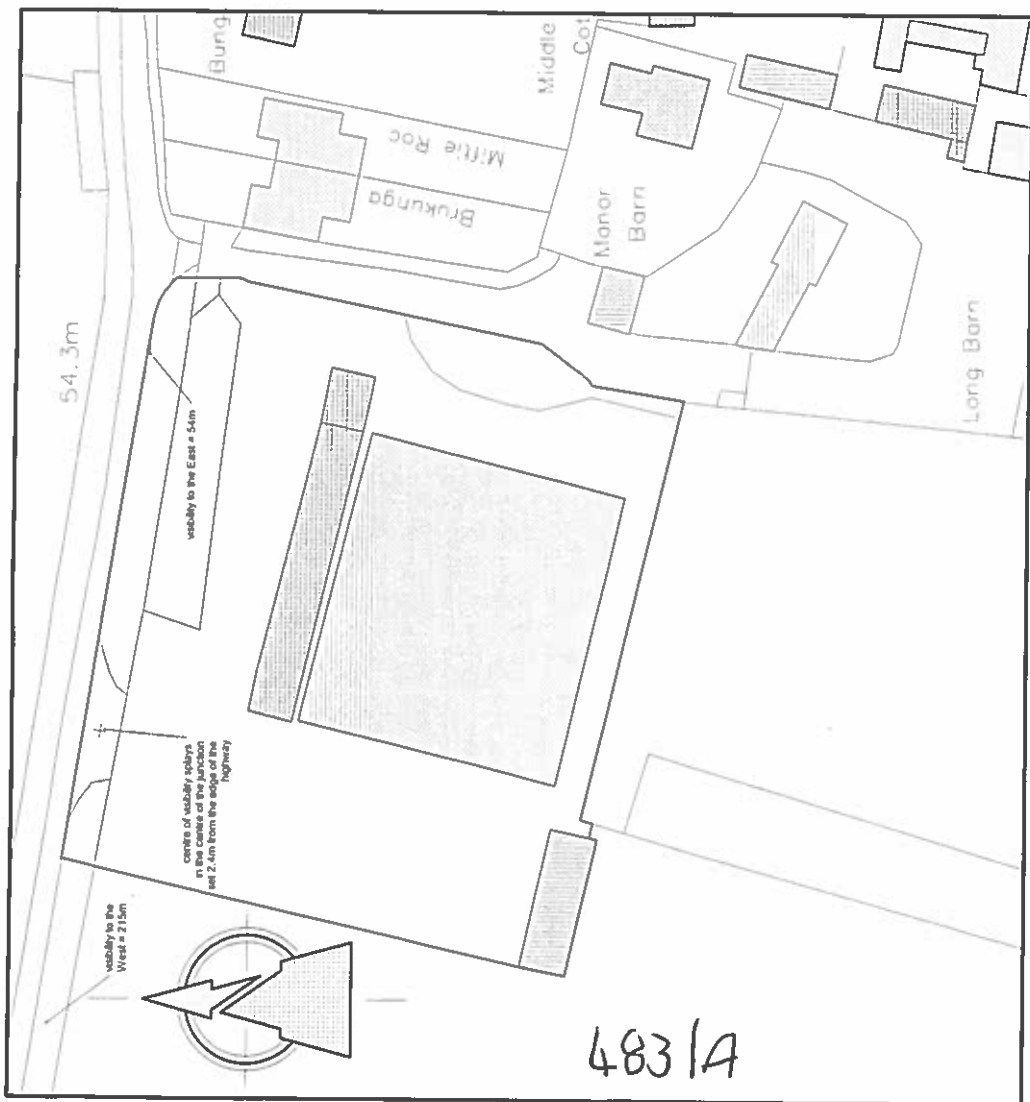 Bung
Middle
Cot
Miftie Roc
Brukunga
Manor
Barn
54.3m
visibility to the East = 54m
Long Barn
centre of visibility splays
in the centre of the junction
set 2.4m from the edge of the
highway
visibility to the
West = 215m
483/A